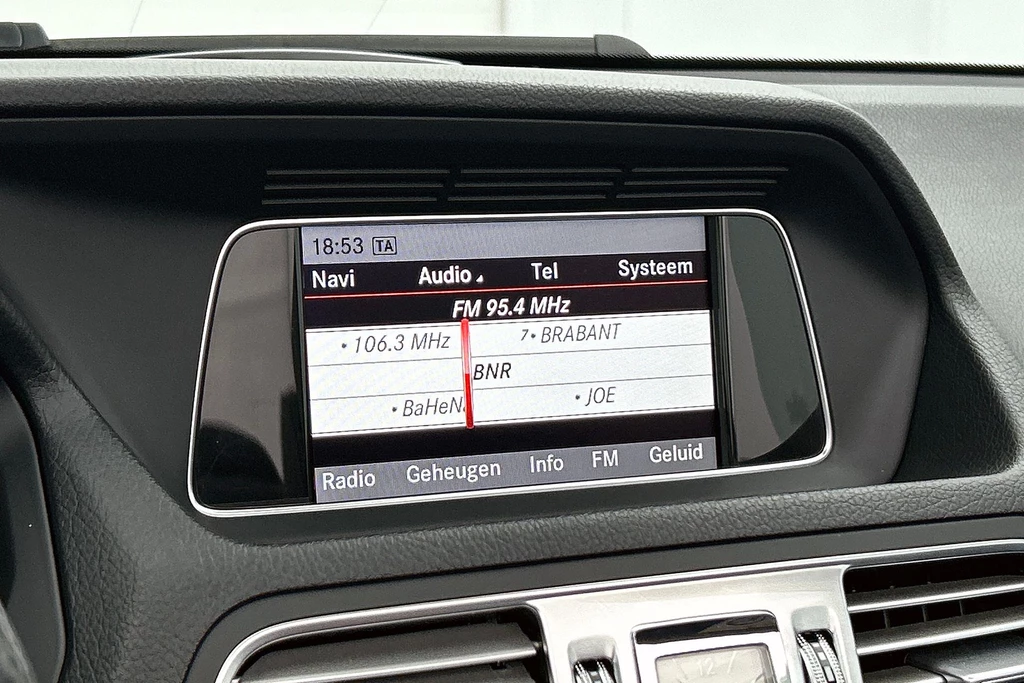 18:53 TA
Navi Audio Tel Systeem
FM 95.4 MHz
• 106.3 MHz 7• BRABANT
BNR
• JOE
Radio Geheugen Info FM Geluid